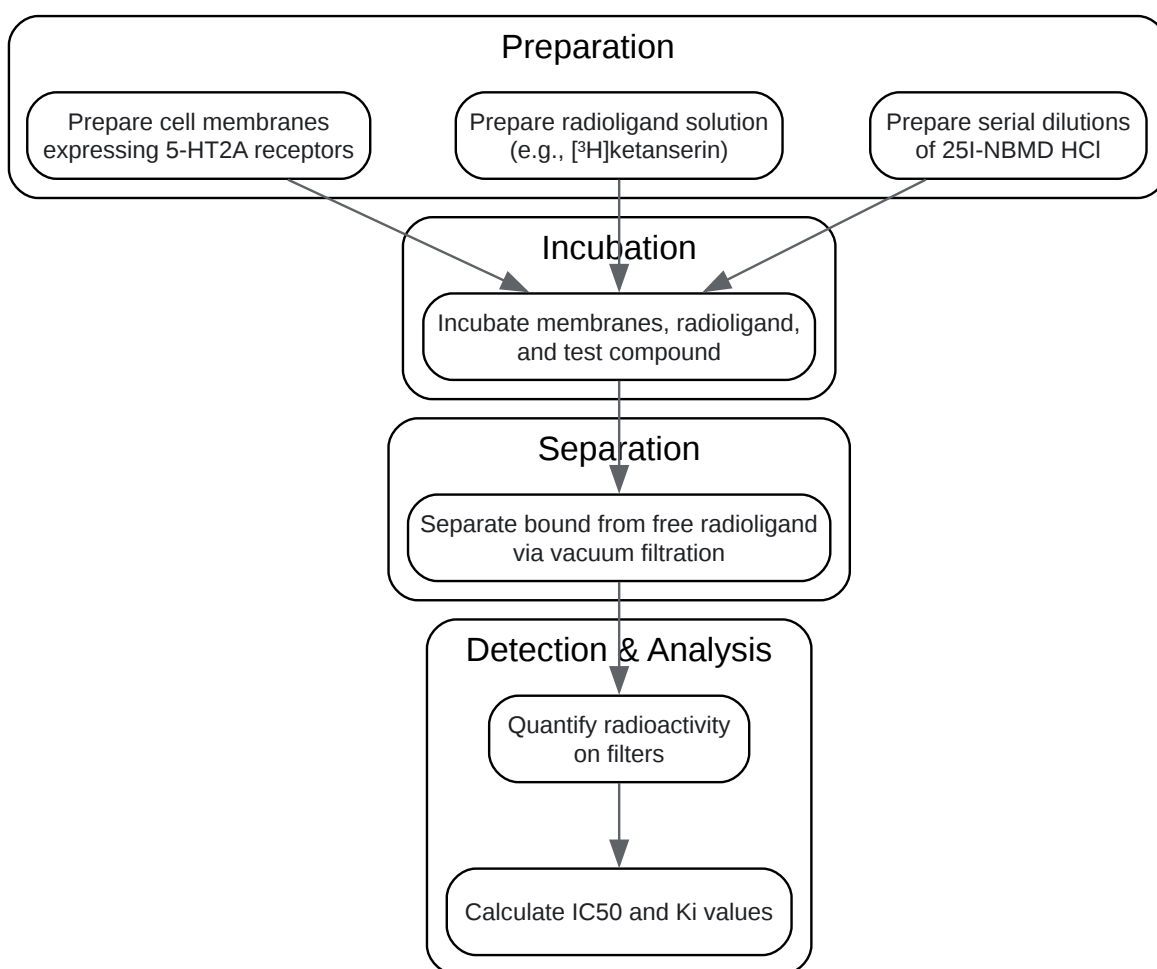 Preparation
Prepare cell membranes
expressing 5-HT2A receptors
Prepare radioligand solution
(e.g., [³H]ketanserin)
Prepare serial dilutions
of 25I-NBMD HCl
Incubation
Incubate membranes, radioligand,
and test compound
Separation
Separate bound from free radioligand
via vacuum filtration
Detection & Analysis
Quantify radioactivity
on filters
Calculate IC50 and Ki values